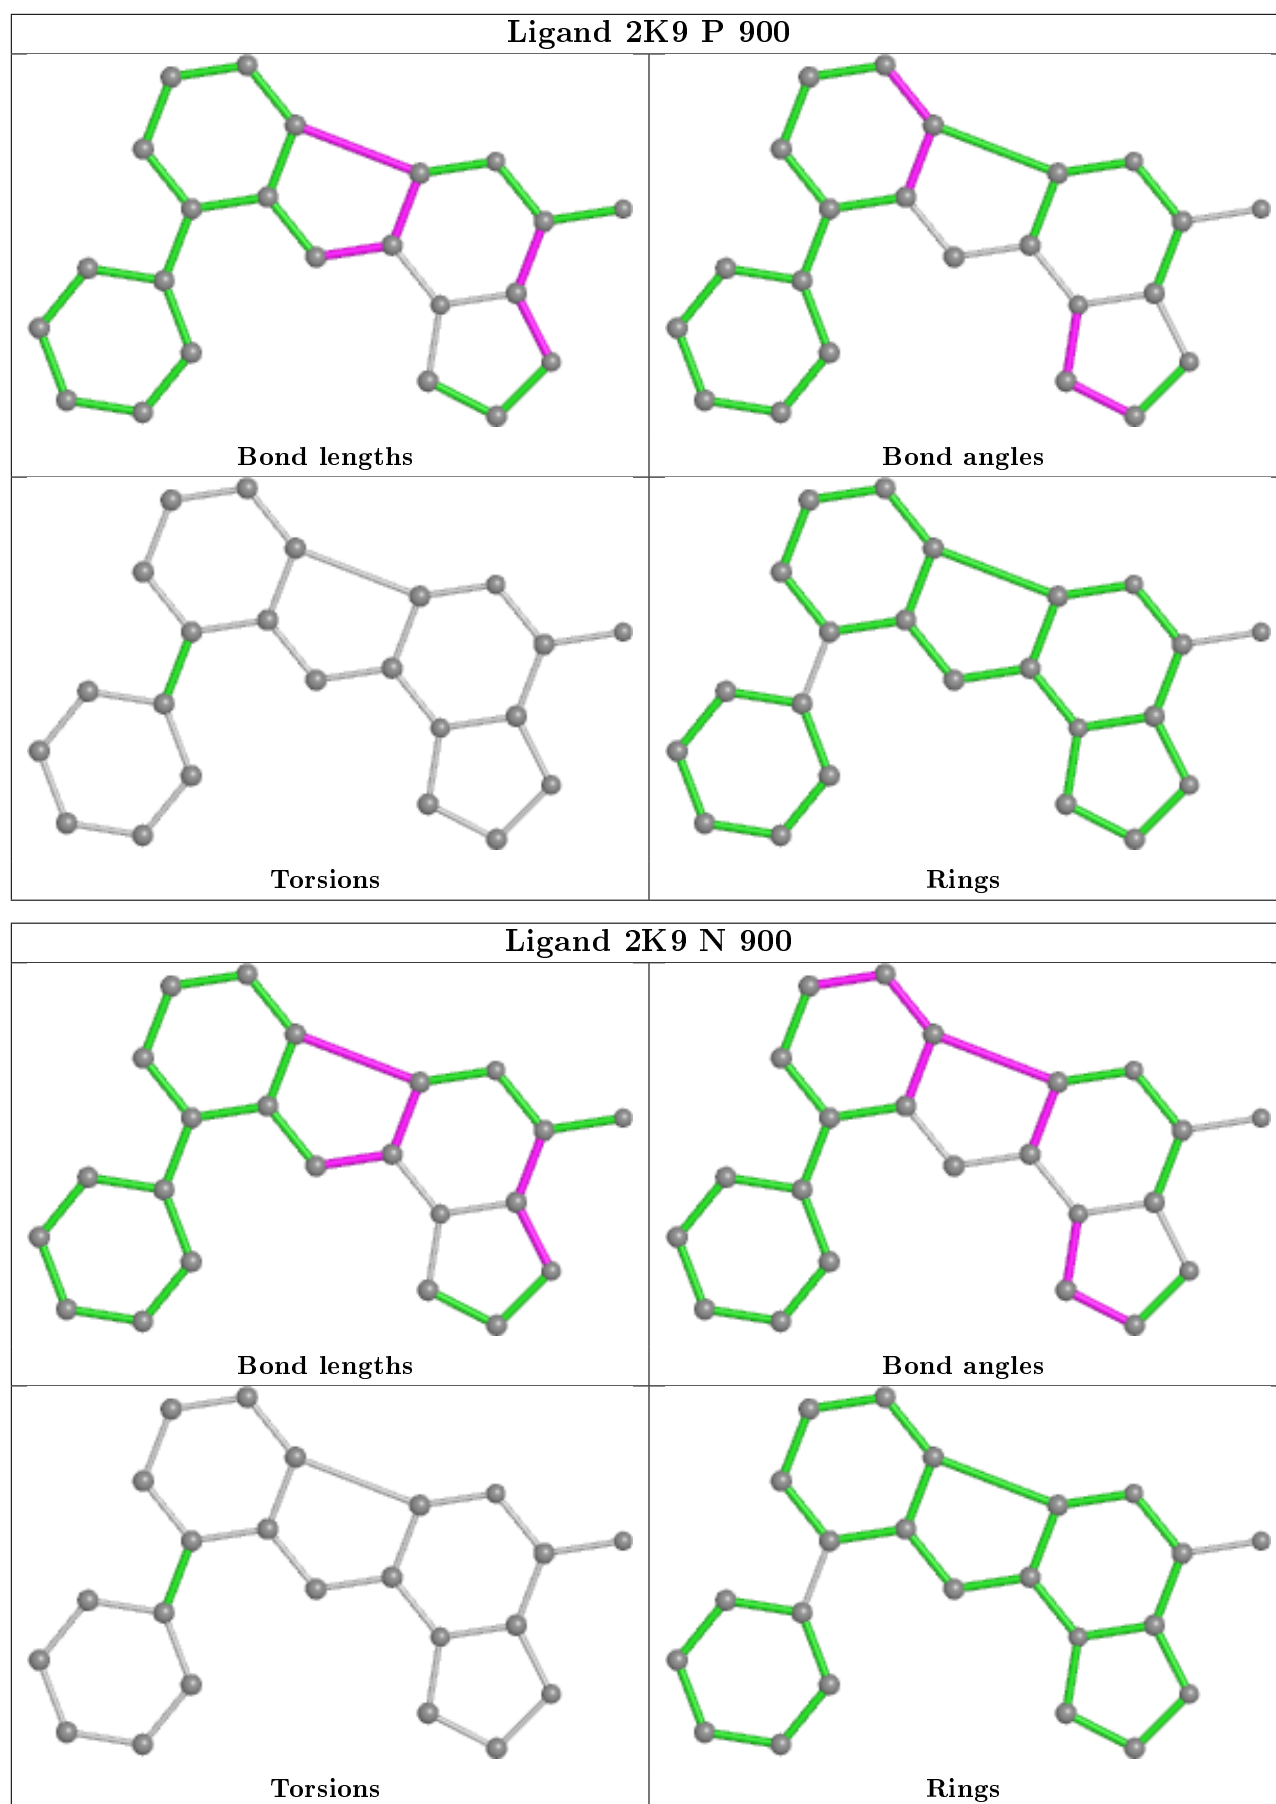 Ligand 2K9 P 900
Bond lengths
Bond angles
Torsions
Rings
Ligand 2K9 N 900
Bond lengths
Bond angles
Torsions
Rings